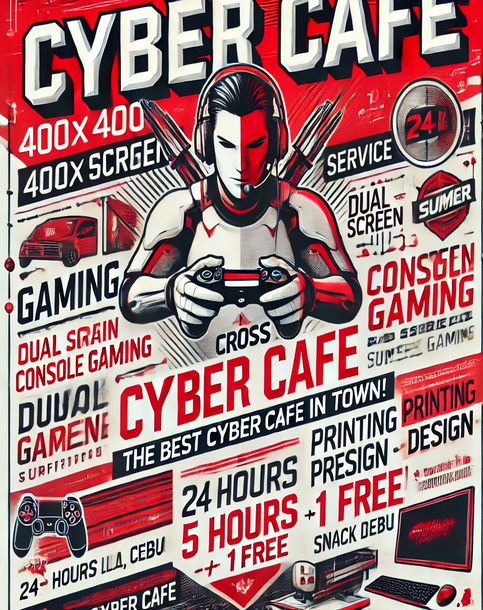 CYBER CAFE
400X 400
400X SCRGEN
SERVICE
24
DUAL
SCREEN
SUMER
GAMING
CONSGEN
GAMING
DUAL SRAIN
CONSOLE GAMING
CROSS
CYBER CAFE
THE BEST CYBER CAFE IN TOWN!
DUUAL
GAMENE
PRINTING
DESIGN
PRINTING
PRESIGN -
24 HOURS
5 HOURS
+ 1 FREE
+1 FREE
SNACK DEBU
24- HOURS ILA, CEBU
CYBER CAFE